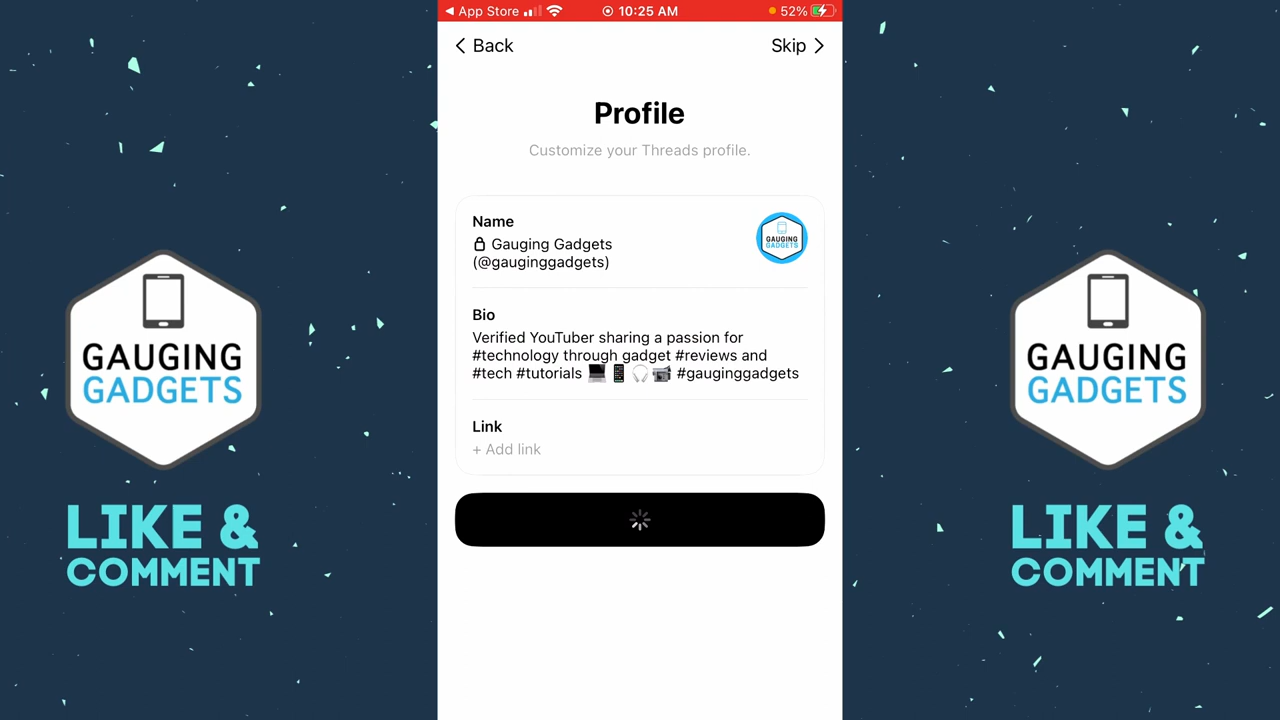 App Store
10:25 AM
52%
Back
Skip
Profile
Customize your Threads profile.
Name
Gauging Gadgets
(@gauginggadgets)
GAUGING
GADGETS
Bio
Verified YouTuber sharing a passion for
#technology through gadget #reviews and
#tech #tutorials 💻 📱 🎧 📹 #gauginggadgets
Link
+ Add link
GAUGING
GADGETS
LIKE &
COMMENT
GAUGING
GADGETS
LIKE &
COMMENT